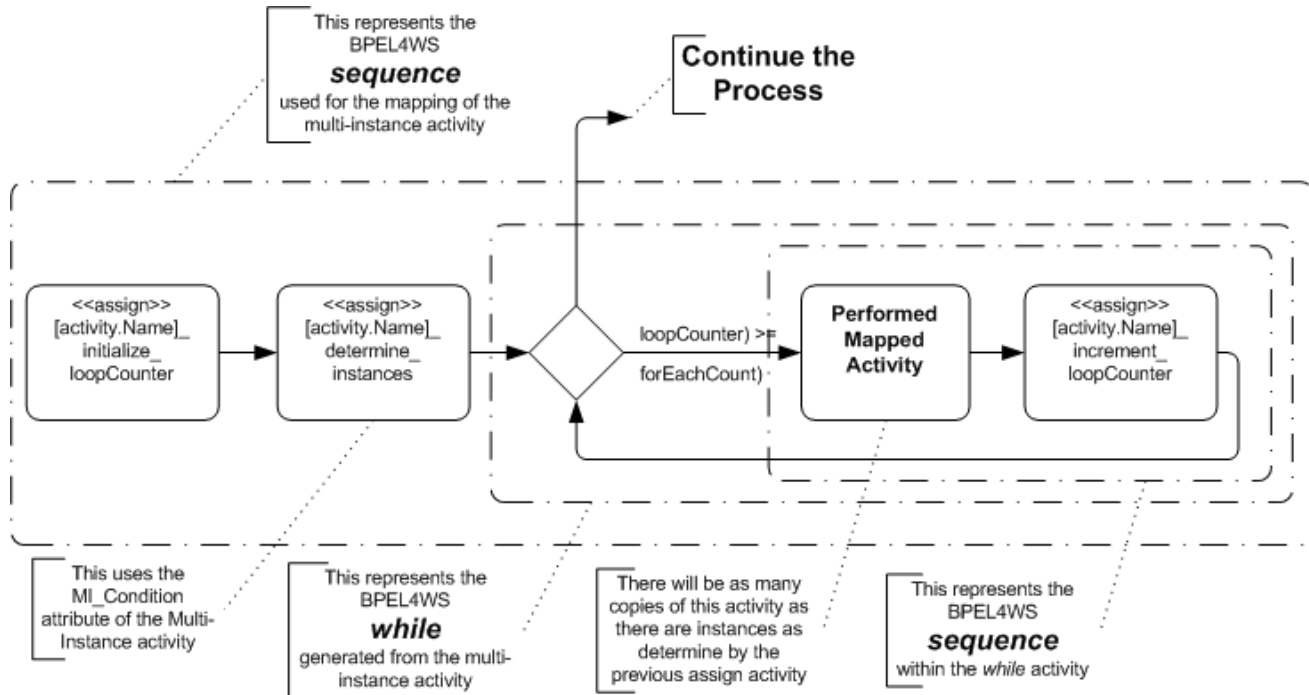 This represents the
BPEL4WS
sequence
used for the mapping of the
multi-instance activity
Continue the
Process
<<assign>>
[activity.Name]_
initialize_
loopCounter
<<assign>>
[activity.Name]_
determine_
instances
loopCounter) >=
forEachCount)
Performed
Mapped
Activity
<<assign>>
[activity.Name]_
increment_
loopCounter
This uses the
MI_Condition
attribute of the Multi-
Instance activity
This represents the
BPEL4WS
while
generated from the multi-
instance activity
There will be as many
copies of this activity as
there are instances as
determine by the
previous assign activity
This represents the
BPEL4WS
sequence
within the while activity